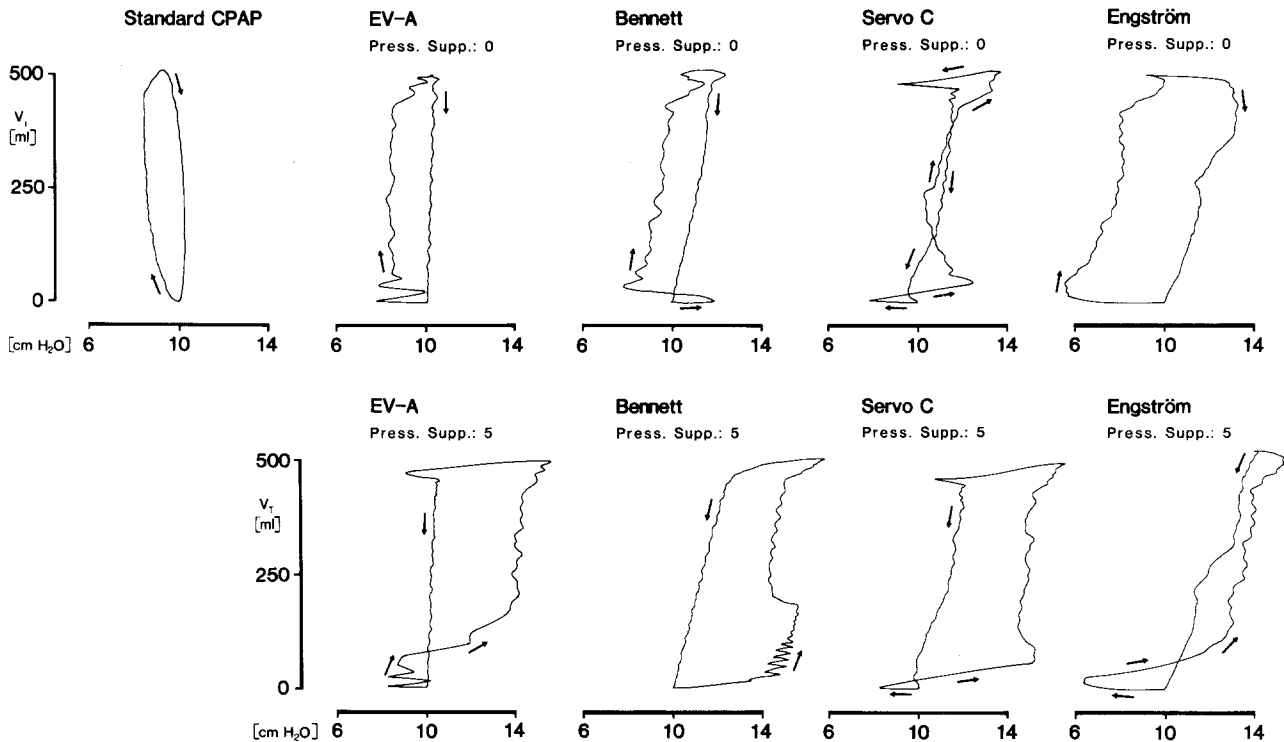 Standard CPAP
EV-A
Press. Supp.: 0
Bennett
Press. Supp.: 0
Servo C
Press. Supp.: 0
Engström
Press. Supp.: 0
500
VT
[ml]
250
0
[cm H₂O]
6 10 14
6 10 14
6 10 14
6 10 14
6 10 14
EV-A
Press. Supp.: 5
Bennett
Press. Supp.: 5
Servo C
Press. Supp.: 5
Engström
Press. Supp.: 5
500
VT
[ml]
250
0
[cm H₂O]
6 10 14
6 10 14
6 10 14
6 10 14